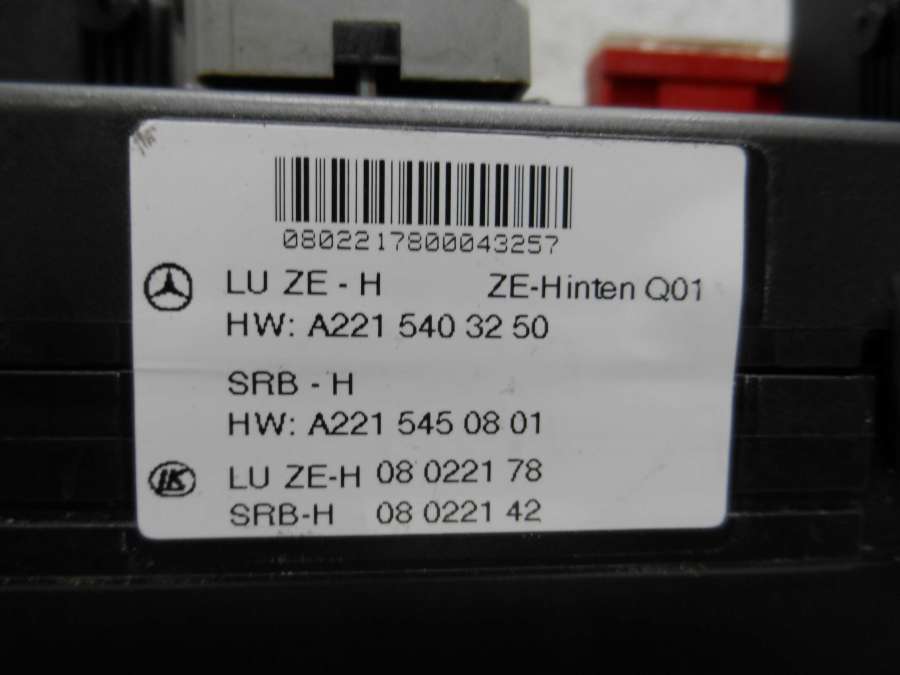 0802217800043257
LU ZE - H ZE-Hinten Q01
HW: A221 540 32 50
SRB - H
HW: A221 545 08 01
LK LU ZE-H 08 0221 78
SRB-H 08 0221 42